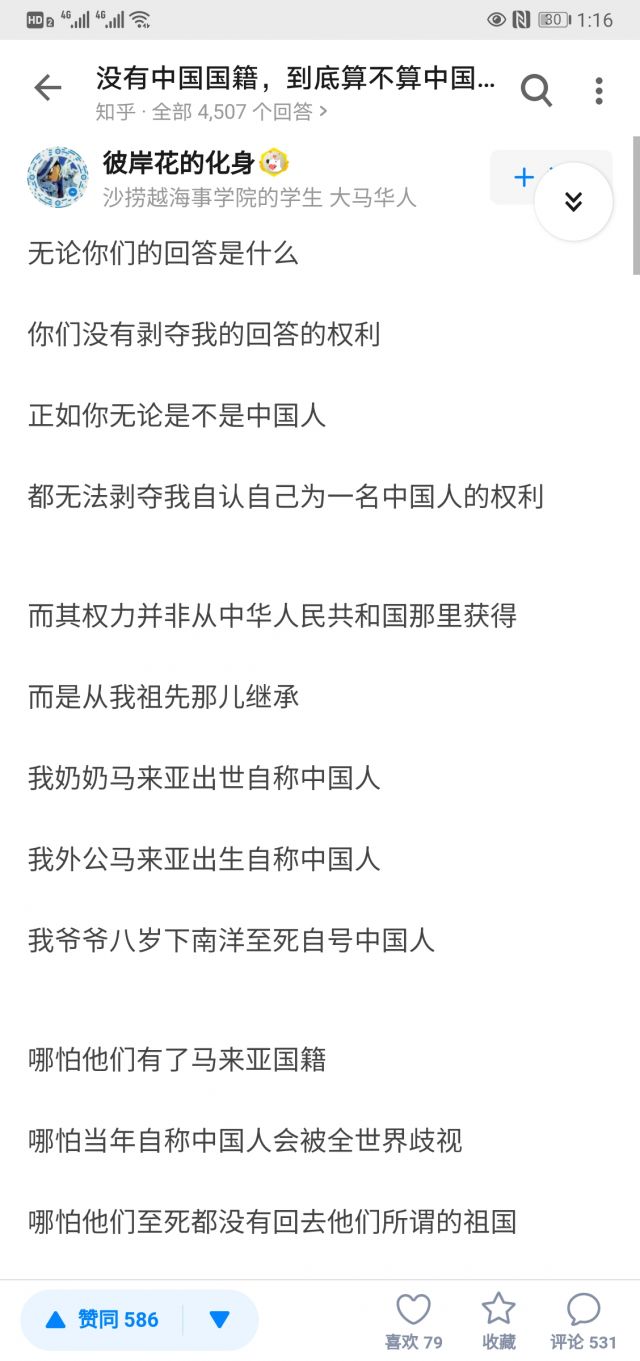 HD 2 4G 4G 80 1:16
没有中国国籍，到底算不算中国...
知乎 · 全部 4,507 个回答 >
彼岸花的化身
沙捞越海事学院的学生 大马华人
无论你们的回答是什么
你们没有剥夺我的回答的权利
正如你无论是不是中国人
都无法剥夺我自认自己为一名中国人的权利
而其权力并非从中华人民共和国那里获得
而是从我祖先那儿继承
我奶奶马来亚出世自称中国人
我外公马来亚出生自称中国人
我爷爷八岁下南洋至死自号中国人
哪怕他们有了马来亚国籍
哪怕当年自称中国人会被全世界歧视
哪怕他们至死都没有回去他们所谓的祖国
赞同 586
喜欢 79 收藏 评论 531